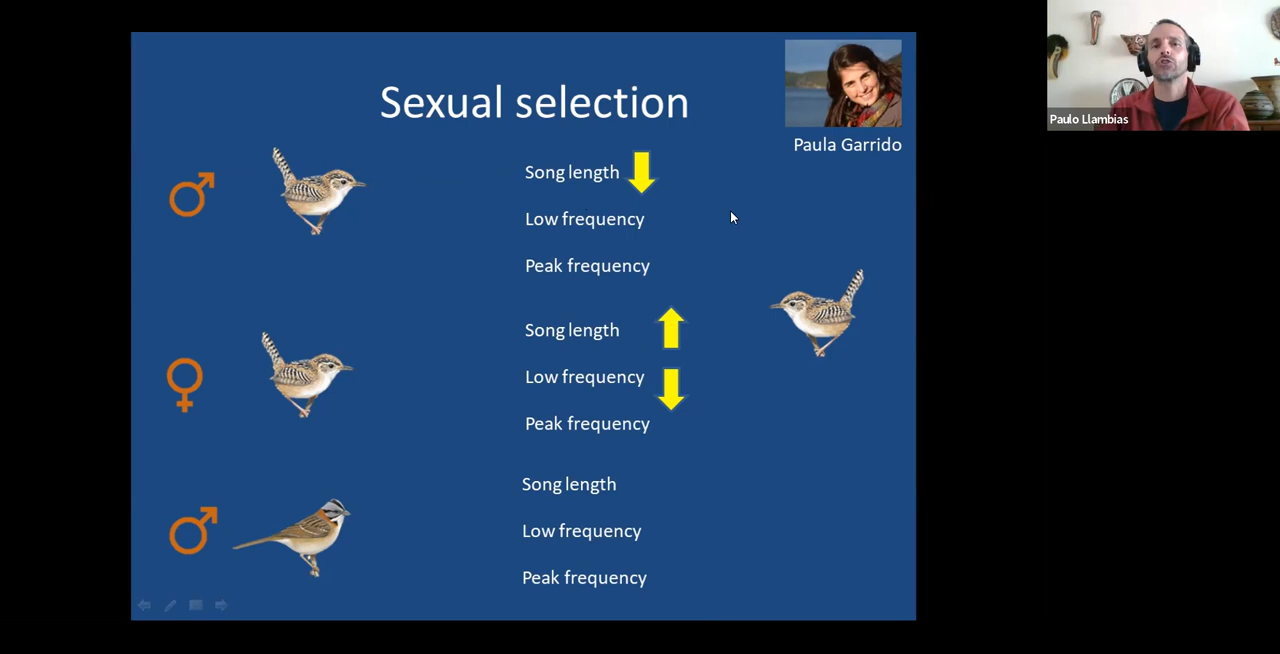 Sexual selection
Paula Garrido
Song length
Low frequency
Peak frequency
Song length
Low frequency
Peak frequency
Song length
Low frequency
Peak frequency
Paulo Llambías